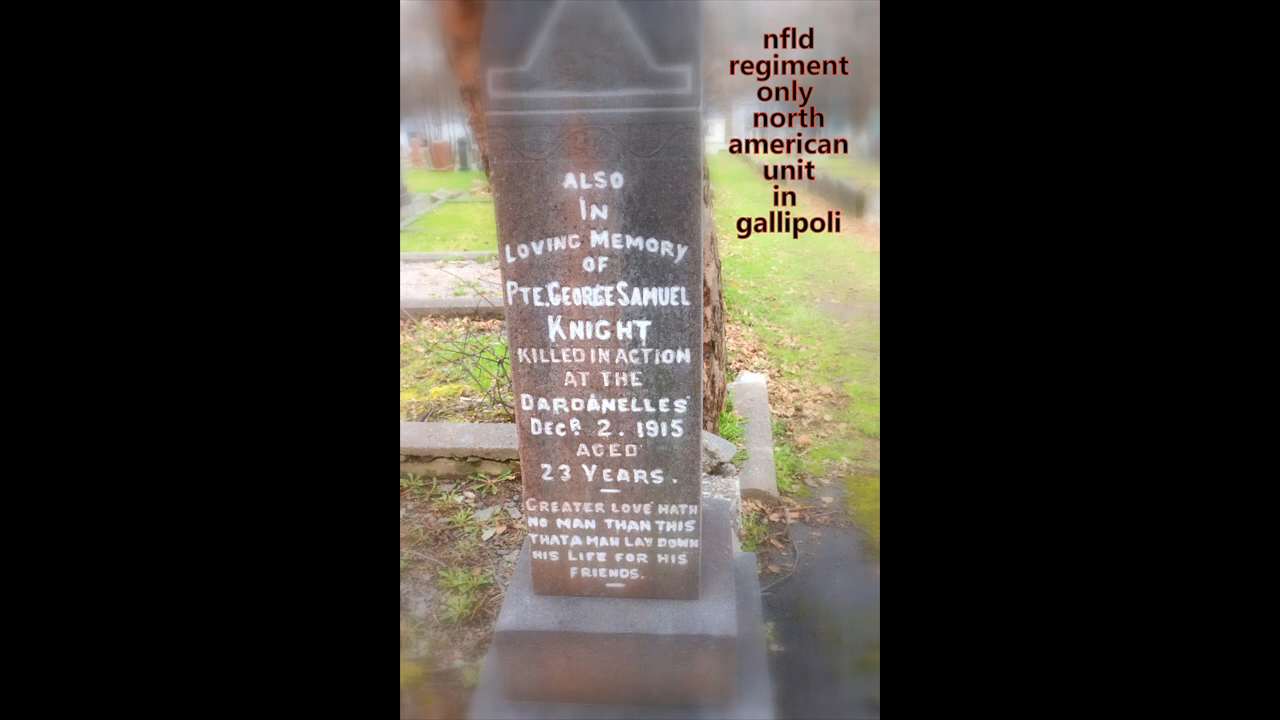 ALSO
IN
LOVING MEMORY
OF
PTE. GEORGE SAMUEL
KNIGHT
KILLED IN ACTION
AT THE
DARDANELLES
DECR. 2. 1915
AGED
23 YEARS.
GREATER LOVE HATH
NO MAN THAN THIS
THAT A MAN LAY DOWN
HIS LIFE FOR HIS
FRIENDS.
nfld
regiment
only
north
american
unit
in
gallipoli